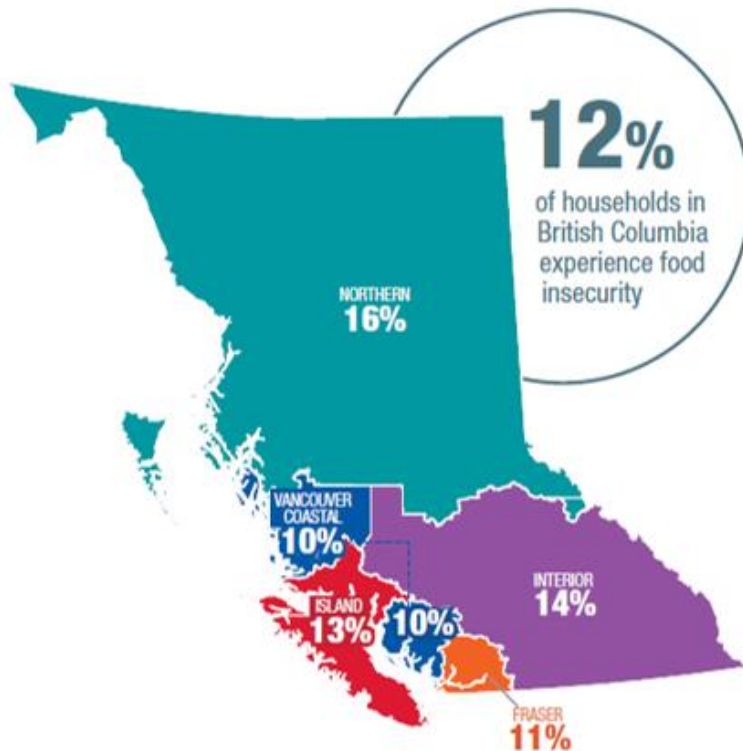 12%
of households in
British Columbia
experience food
insecurity
NORTHERN
16%
VANCOUVER
COASTAL
10%
INTERIOR
14%
ISLAND
13%
10%
FRASER
11%